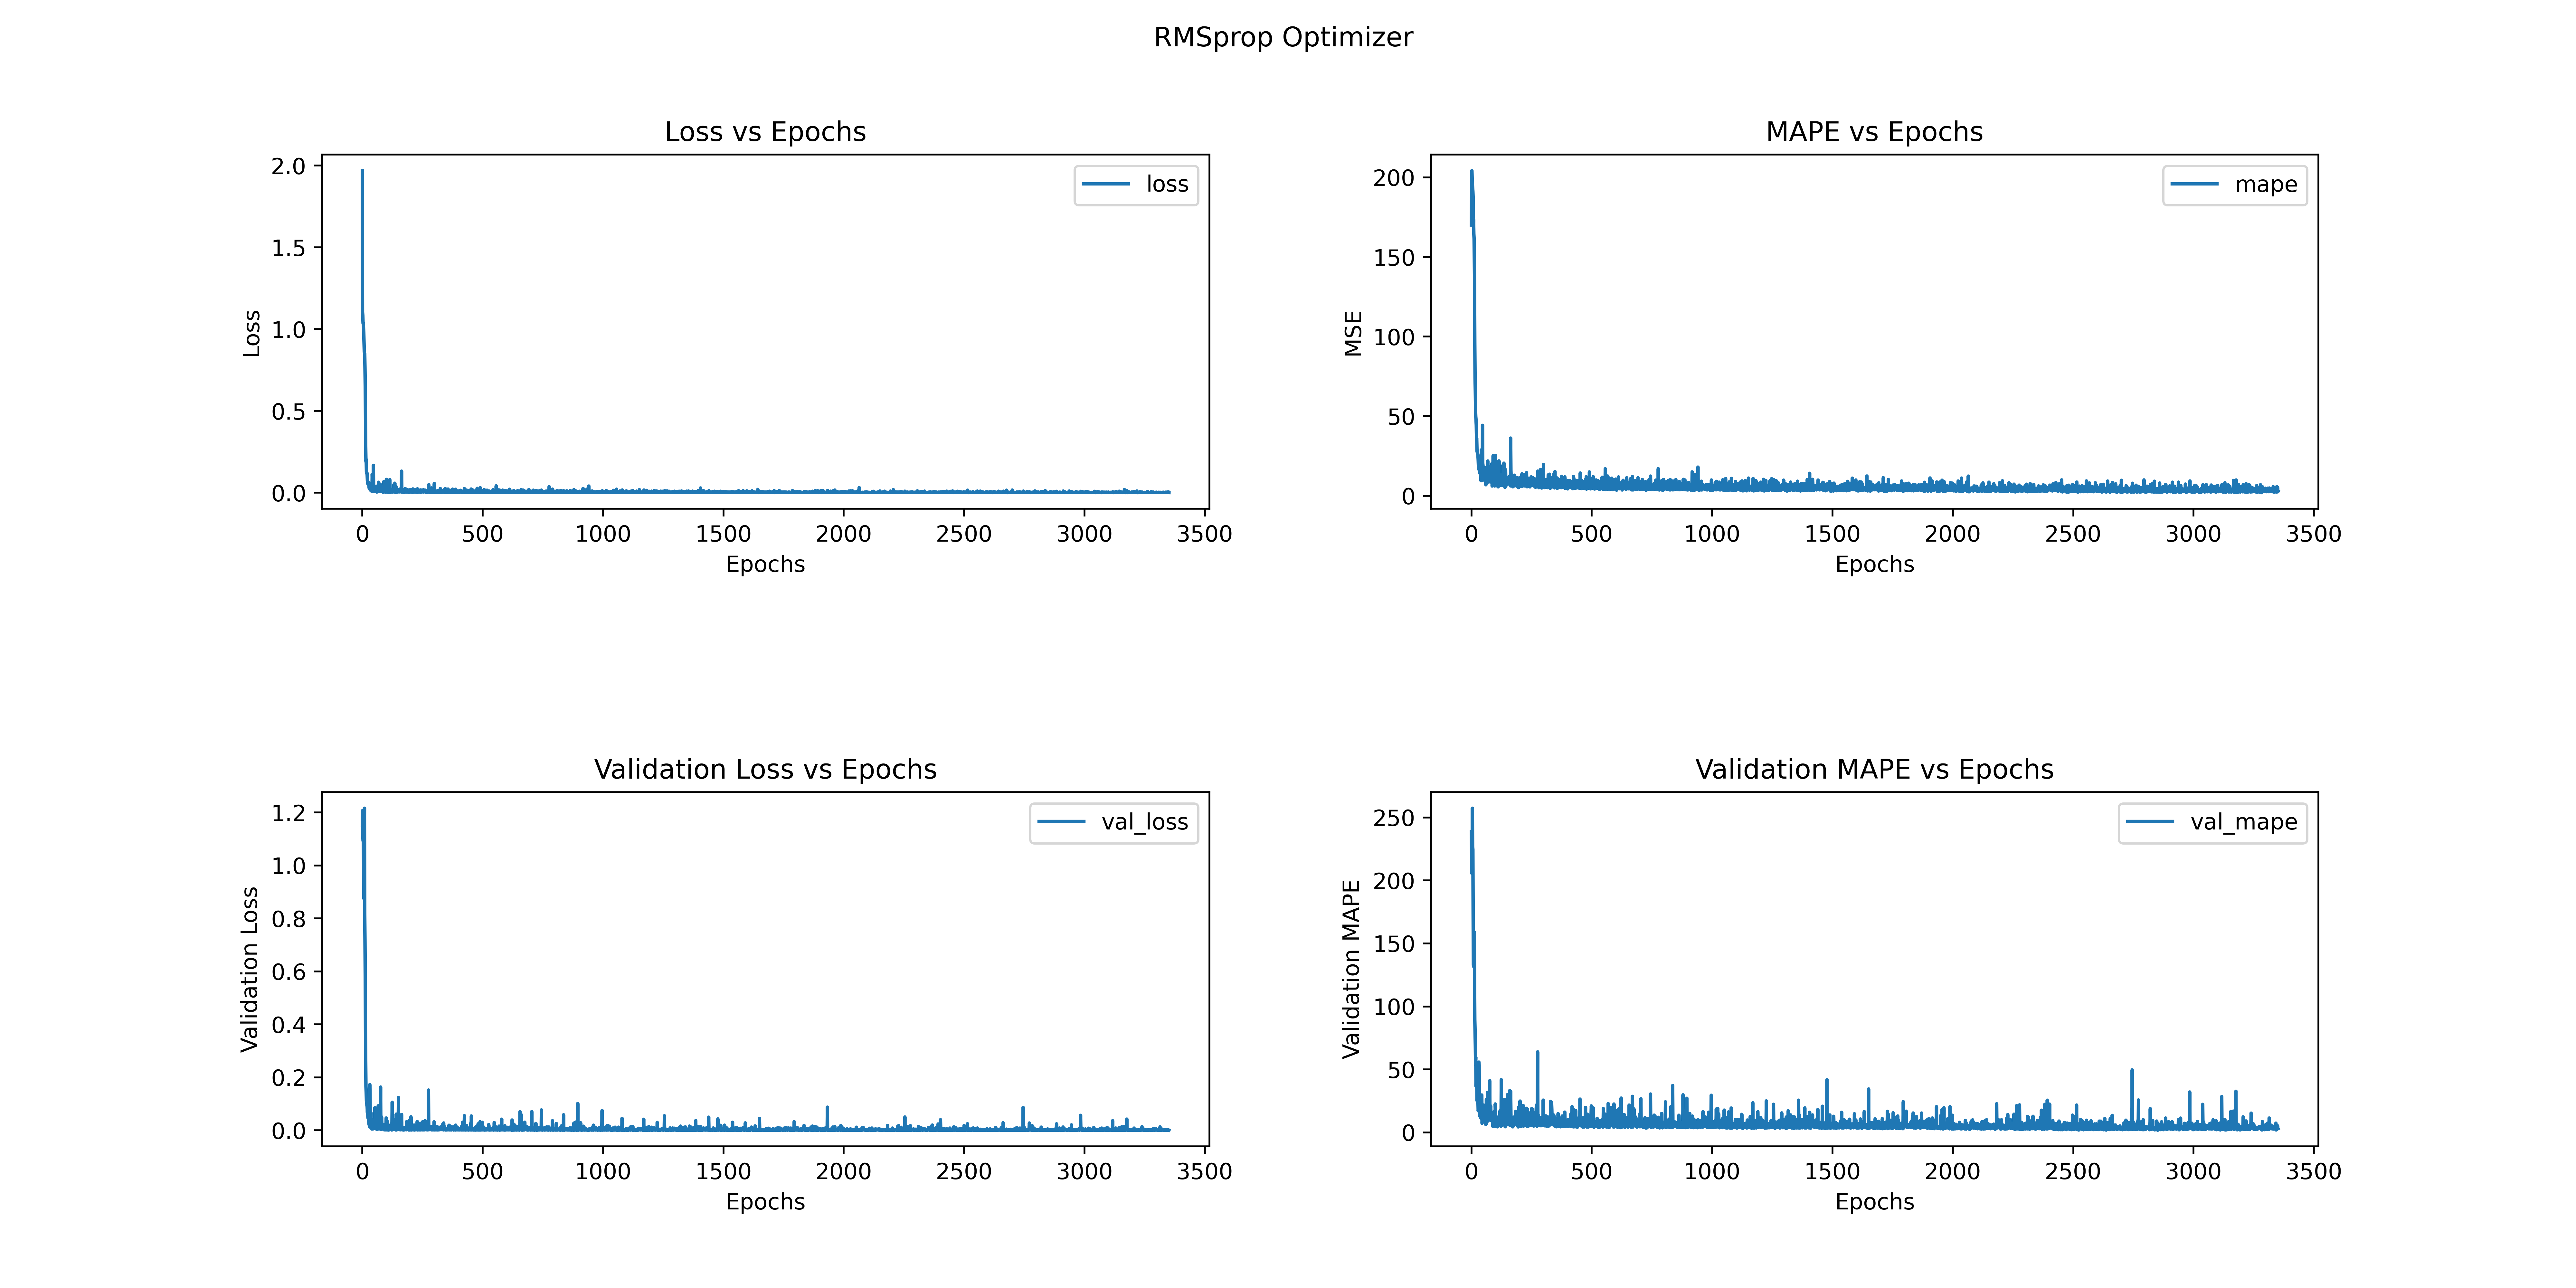 RMSprop Optimizer
Loss vs Epochs
2.0
1.5
1.0
0.5
0.0
Loss
loss
0 500 1000 1500 2000 2500 3000 3500
Epochs
MAPE vs Epochs
200
150
100
50
0
MSE
mape
0 500 1000 1500 2000 2500 3000 3500
Epochs
Validation Loss vs Epochs
1.2
1.0
0.8
0.6
0.4
0.2
0.0
Validation Loss
val_loss
0 500 1000 1500 2000 2500 3000 3500
Epochs
Validation MAPE vs Epochs
250
200
150
100
50
0
Validation MAPE
val_mape
0 500 1000 1500 2000 2500 3000 3500
Epochs